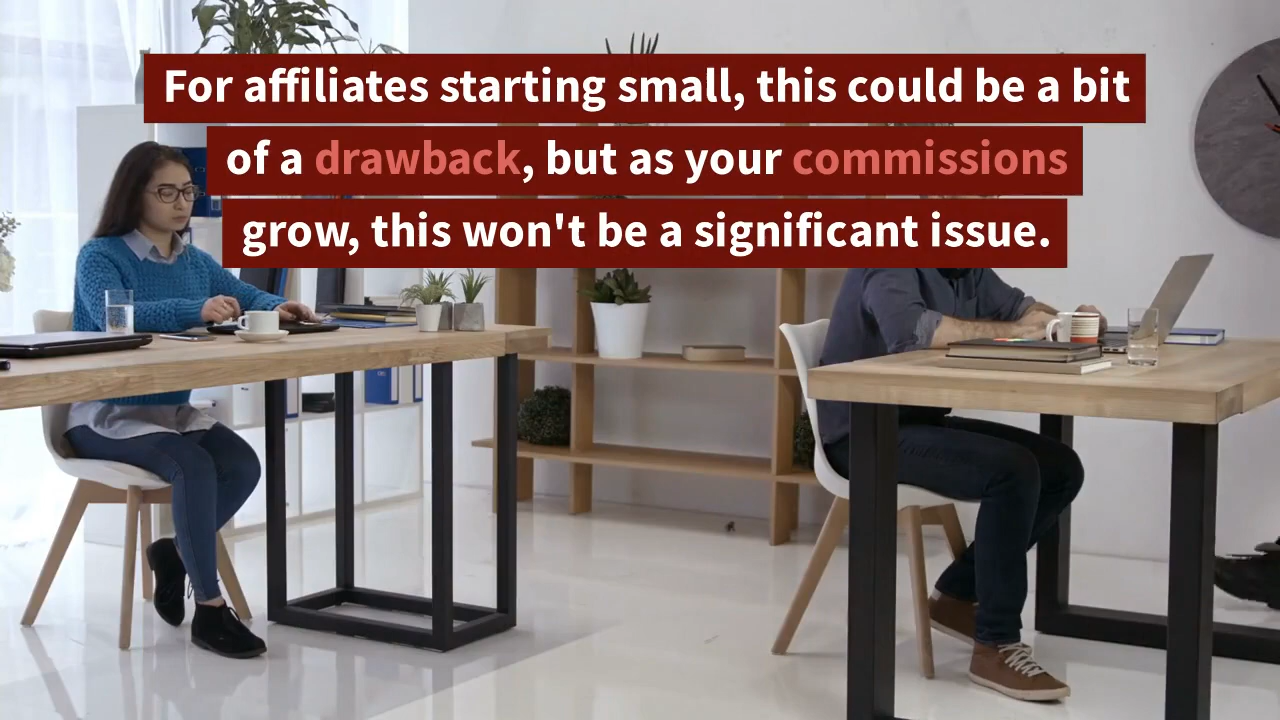 For affiliates starting small, this could be a bit
of a drawback, but as your commissions
grow, this won't be a significant issue.